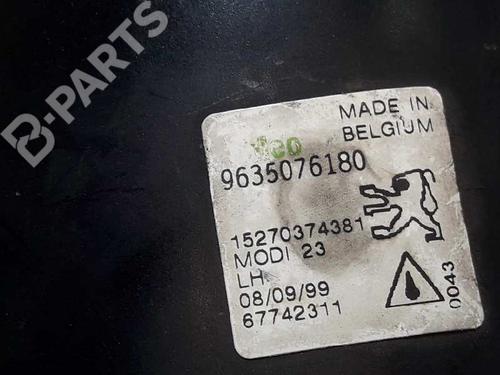 B-PARTS
MADE IN
BELGIUM
9635076180
15270374381
MODI 23
LH
08/09/99
67742311
0043